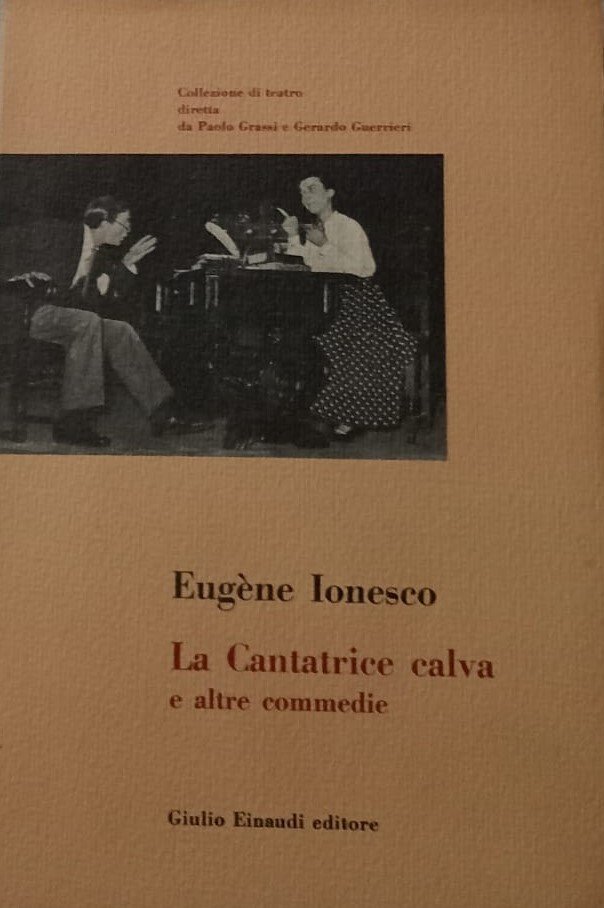 Collezione di teatro
diretta
da Paolo Grassi e Gerardo Guerrieri
Eugène Ionesco
La Cantatrice calva
e altre commedie
Giulio Einaudi editore